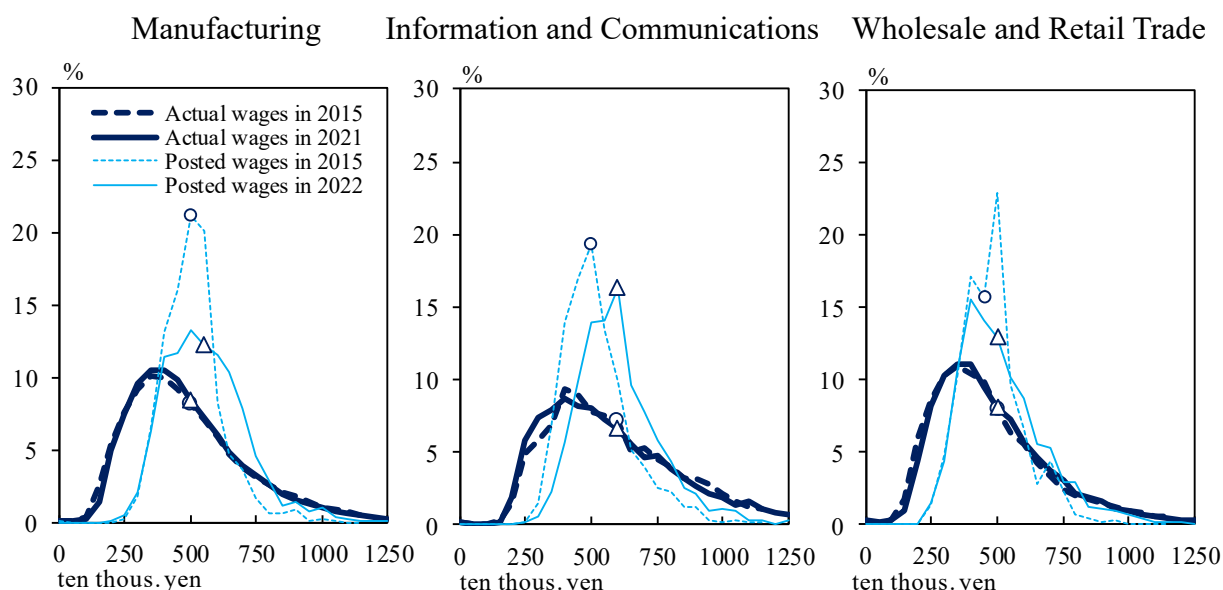 Manufacturing
%
30
25
20
15
10
5
0
0 250 500 750 1000 1250
ten thous. yen
Actual wages in 2015
Actual wages in 2021
Posted wages in 2015
Posted wages in 2022
Information and Communications
%
30
25
20
15
10
5
0
0 250 500 750 1000 1250
ten thous. yen
Wholesale and Retail Trade
%
30
25
20
15
10
5
0
0 250 500 750 1000 1250
ten thous. yen